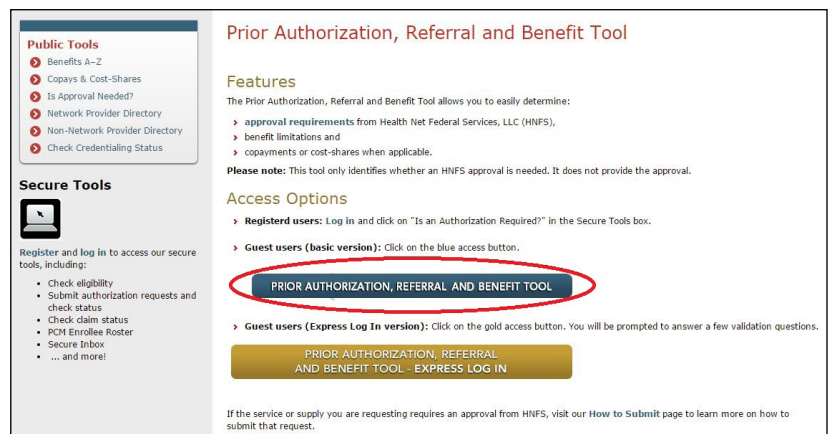 Public Tools
Benefits A–Z
Copays & Cost-Shares
Is Approval Needed?
Network Provider Directory
Non-Network Provider Directory
Check Credentialing Status
Secure Tools
Register and log in to access our secure
tools, including:
• Check eligibility
• Submit authorization requests and
check status
• Check claim status
• PCM Enrollee Roster
• Secure Inbox
• ... and more!
Prior Authorization, Referral and Benefit Tool
Features
The Prior Authorization, Referral and Benefit Tool allows you to easily determine:
approval requirements from Health Net Federal Services, LLC (HNFS),
benefit limitations and
copayments or cost-shares when applicable.
Please note: This tool only identifies whether an HNFS approval is needed. It does not provide the approval.
Access Options
Registerd users: Log in and click on "Is an Authorization Required?" in the Secure Tools box.
Guest users (basic version): Click on the blue access button.
PRIOR AUTHORIZATION, REFERRAL AND BENEFIT TOOL
Guest users (Express Log In version): Click on the gold access button. You will be prompted to answer a few validation questions.
PRIOR AUTHORIZATION, REFERRAL
AND BENEFIT TOOL - EXPRESS LOG IN
If the service or supply you are requesting requires an approval from HNFS, visit our How to Submit page to learn more on how to
submit that request.